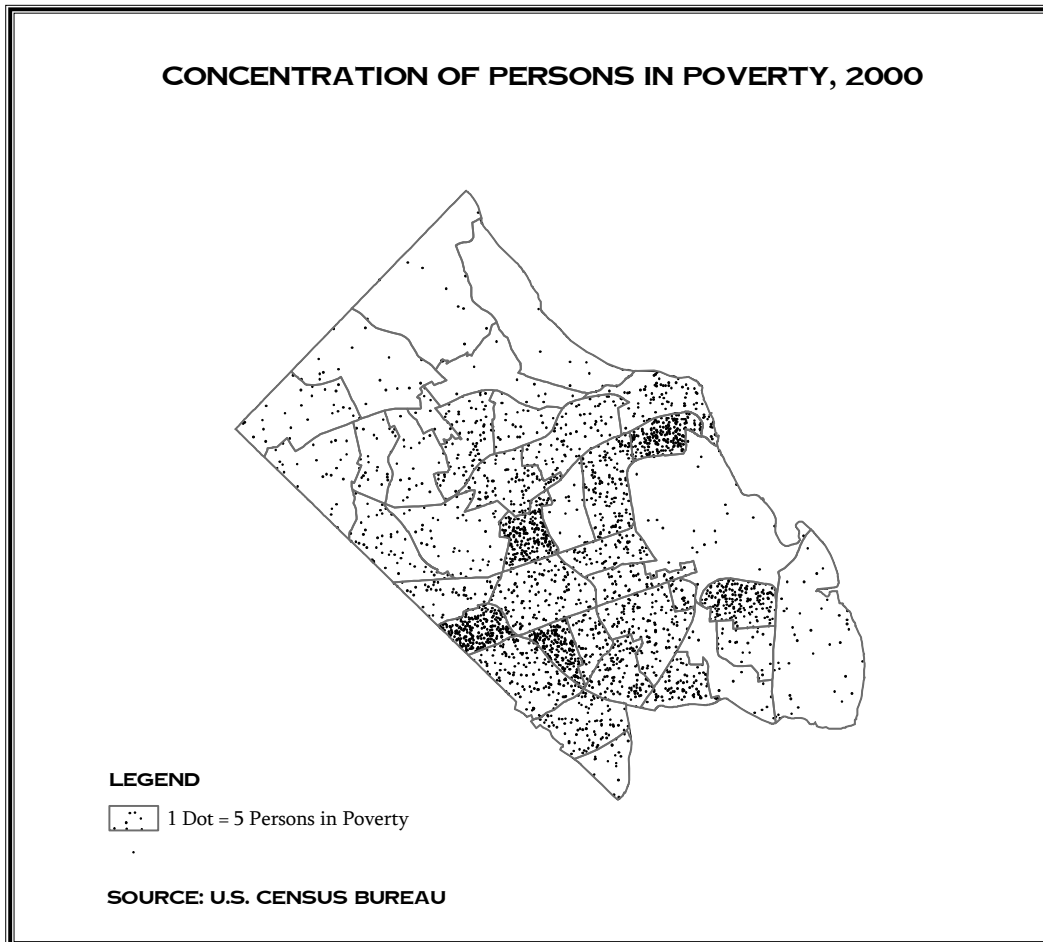 CONCENTRATION OF PERSONS IN POVERTY, 2000
LEGEND
1 Dot = 5 Persons in Poverty
SOURCE: U.S. CENSUS BUREAU